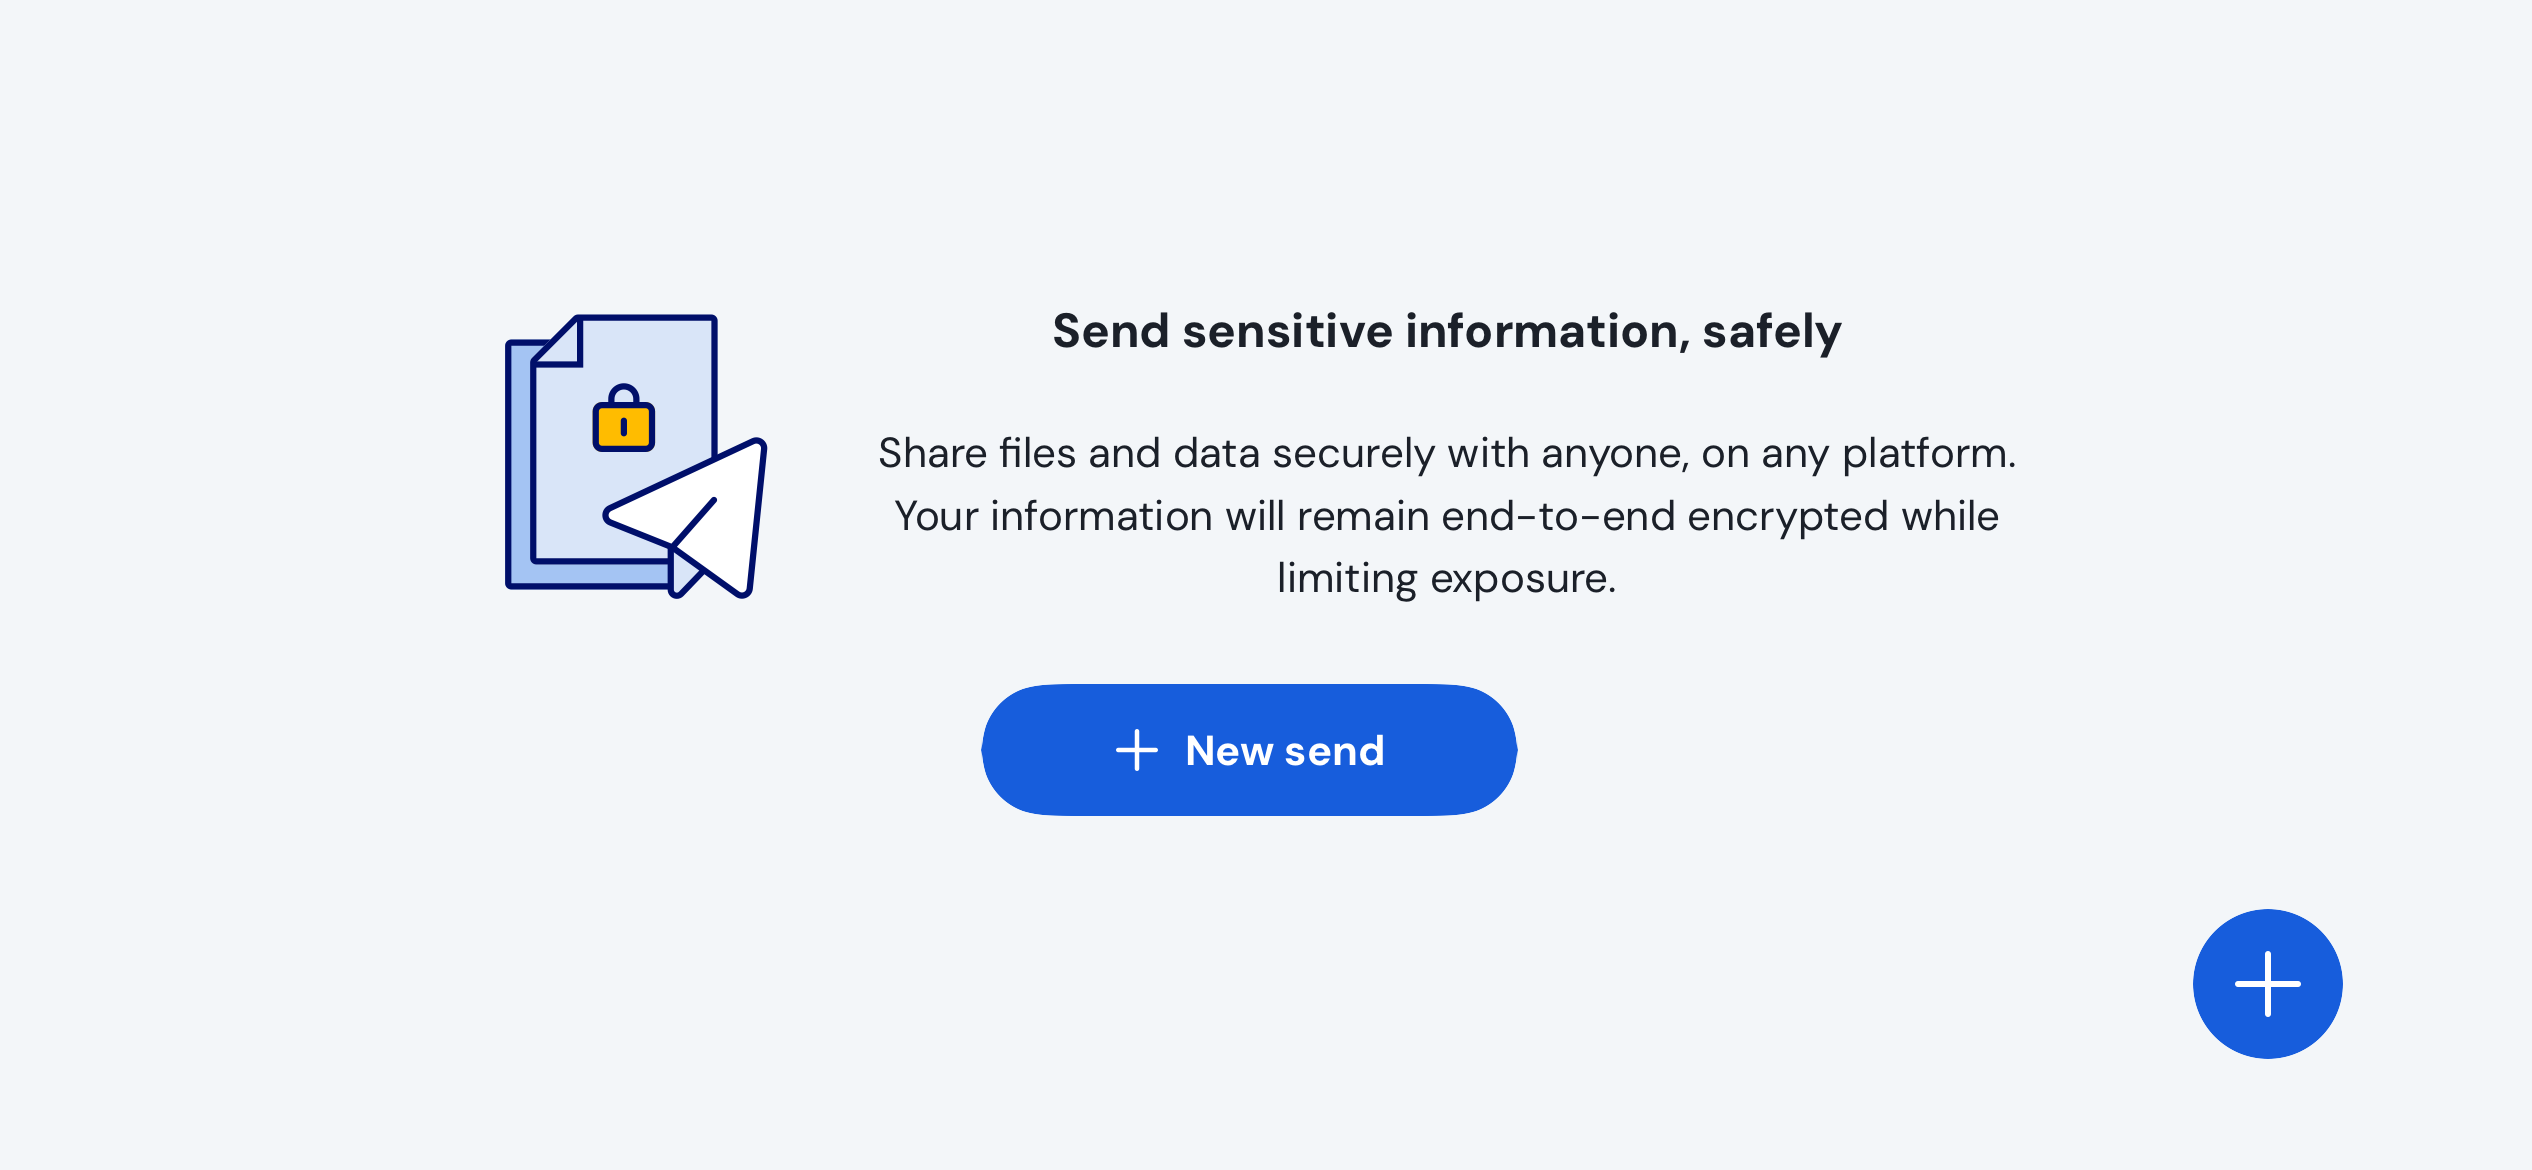 Send sensitive information, safely
Share files and data securely with anyone, on any platform.
Your information will remain end-to-end encrypted while
limiting exposure.
New send